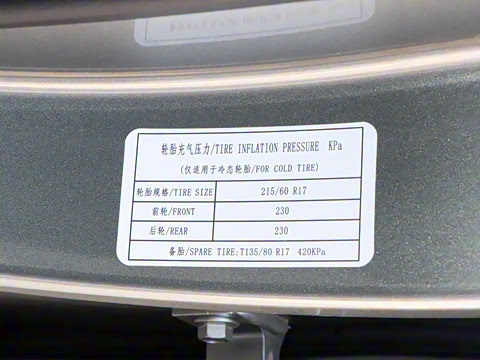 轮胎充气压力/TIRE INFLATION PRESSURE KPa
(仅适用于冷态轮胎/FOR COLD TIRE)
轮胎规格/TIRE SIZE 215/60 R17
前轮/FRONT 230
后轮/REAR 230
备胎/SPARE TIRE:T135/80 R17 420KPa